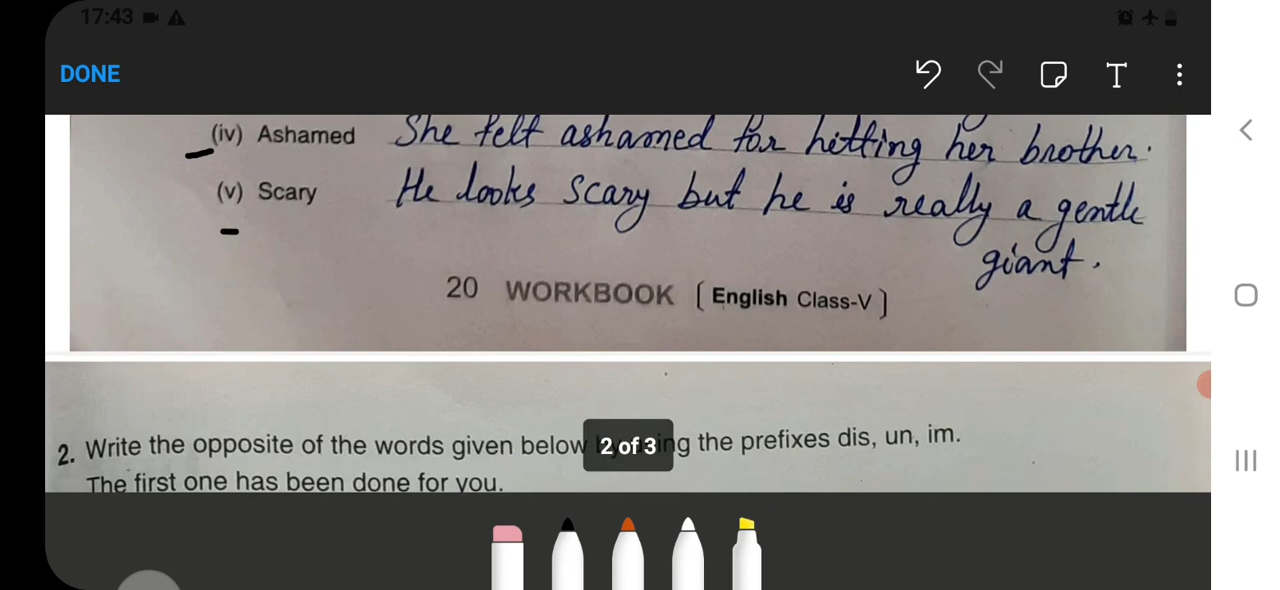 17:43
DONE
T
(iv) Ashamed She felt ashamed for hitting her brother.
(v) Scary He looks scary but he is really a gentle
giant.
20 WORKBOOK [ English Class-V ]
2. Write the opposite of the words given below ing the prefixes dis, un, im.
2 of 3
The first one has been done for you.